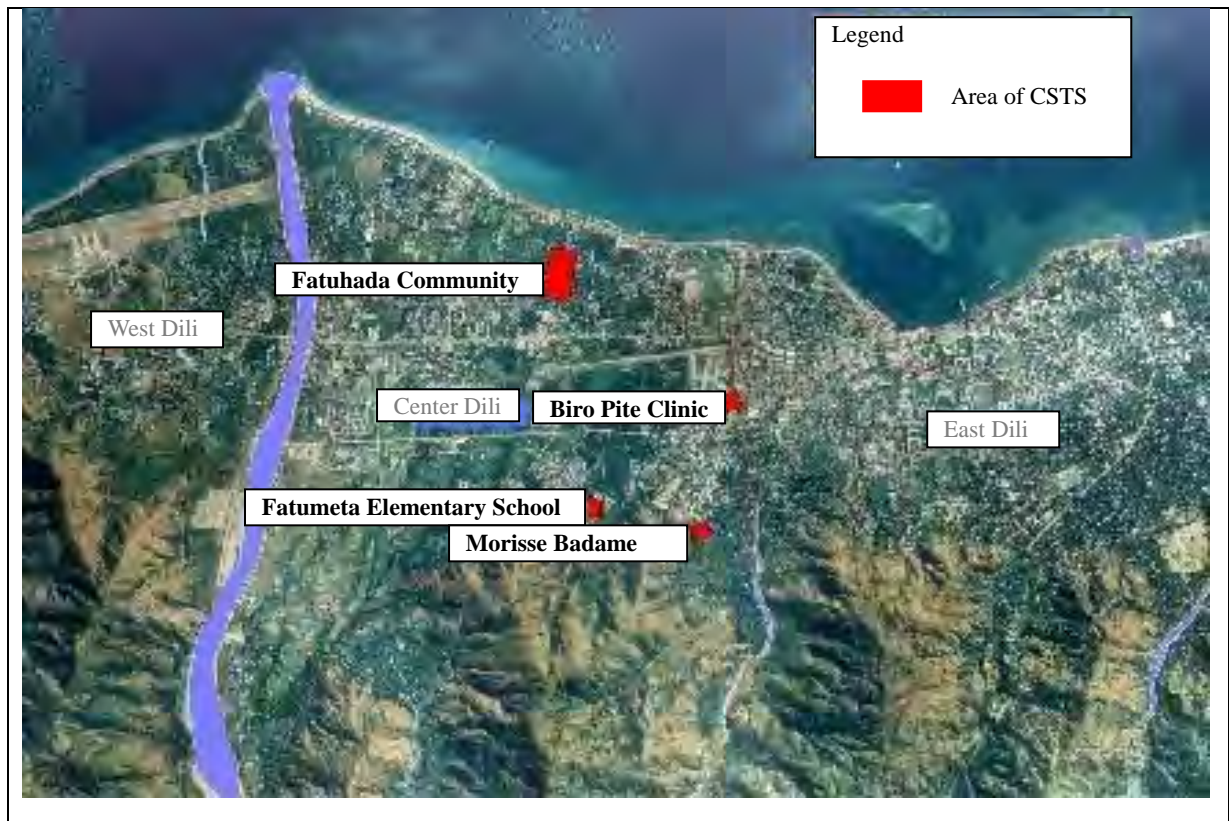 Legend
Area of CSTS
Fatuhada Community
West Dili
Center Dili
Biro Pite Clinic
East Dili
Fatumeta Elementary School
Morisse Badame